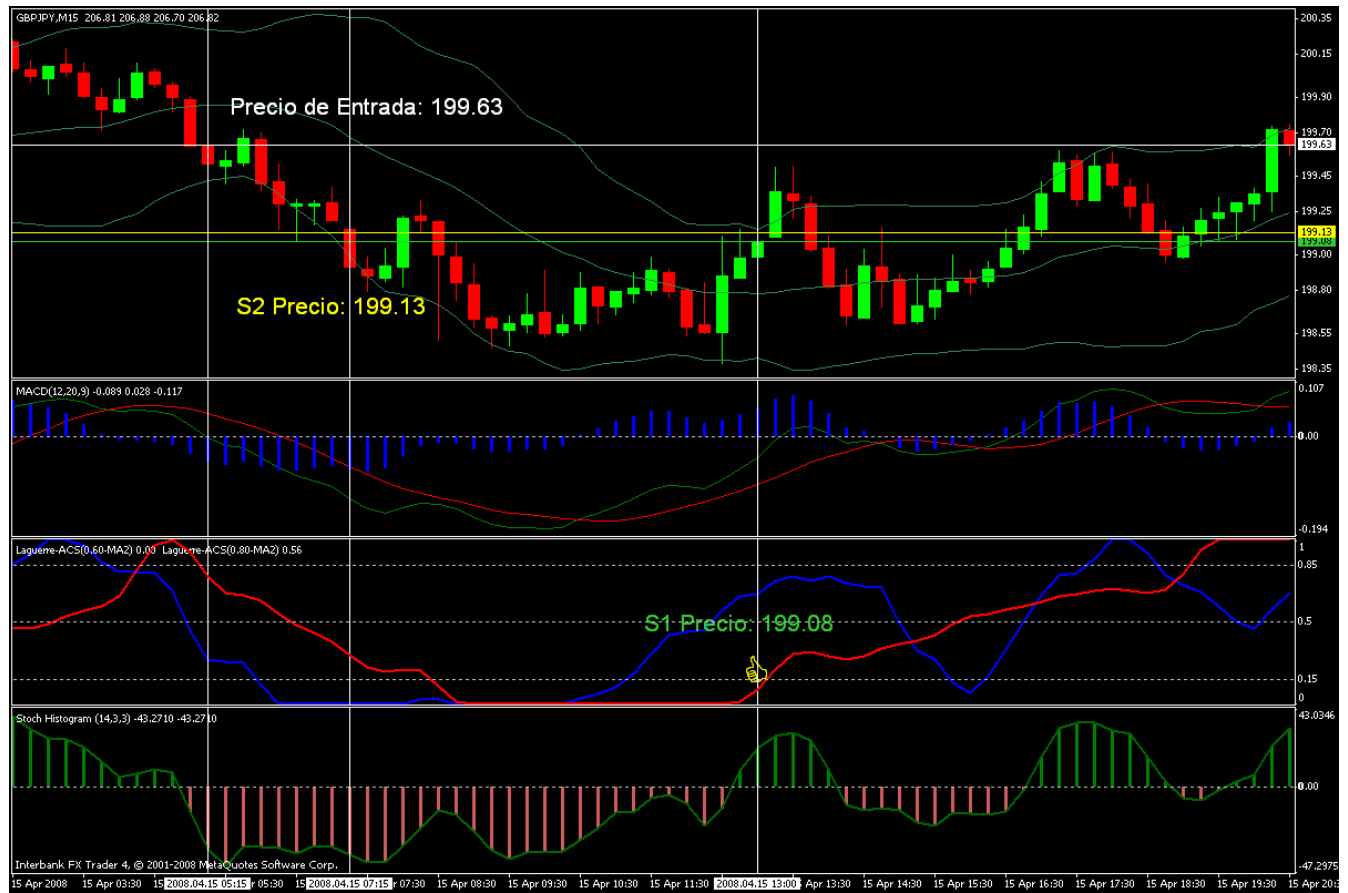 GBPJPY,M15 206.81 206.88 206.70 206.82
200.35
200.15
199.90
199.70
199.63
199.45
199.25
199.13
199.08
199.00
198.80
198.55
198.35
Precio de Entrada: 199.63
S2 Precio: 199.13
MACD(12,20,9) -0.089 0.028 -0.117
0.107
0.00
-0.194
Laguerre-ACS(0.60-MA2) 0.00 Laguerre-ACS(0.80-MA2) 0.56
1
0.85
0.5
0.15
0
S1 Precio: 199.08
Stoch Histogram (14,3,3) -43.2710 -43.2710
43.0346
0.00
-47.2975
Interbank FX Trader 4, © 2001-2008 MetaQuotes Software Corp.
15 Apr 2008 15 Apr 03:30 15 2008.04.15 05:15 r 05:30 15 2008.04.15 07:15 r 07:30 15 Apr 08:30 15 Apr 09:30 15 Apr 10:30 15 Apr 11:30 2008.04.15 13:00 Apr 13:30 15 Apr 14:30 15 Apr 15:30 15 Apr 16:30 15 Apr 17:30 15 Apr 18:30 15 Apr 19:30